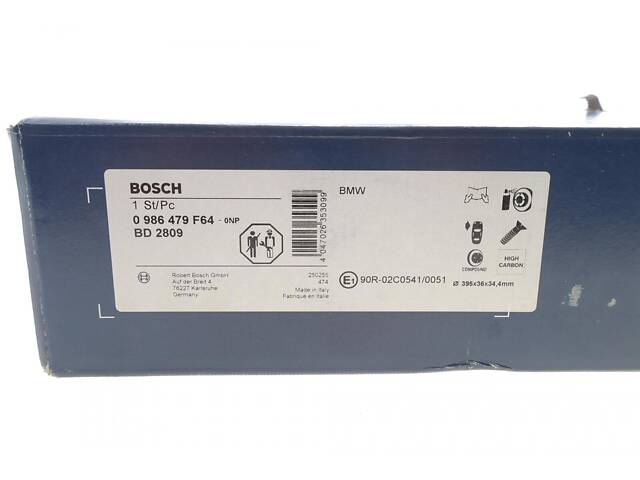 BOSCH
1 St/Pc
0 986 479 F64 - 0NP
BD 2809
4 047026 353099
BMW
COMPOUND
HIGH CARBON
Robert Bosch GmbH
Auf der Breit 4
76227 Karlsruhe
Germany
250255
474
Made in Italy
Fabriqué en Italie
E1 90R-02C0541/0051
Ø 395x36x34,4mm